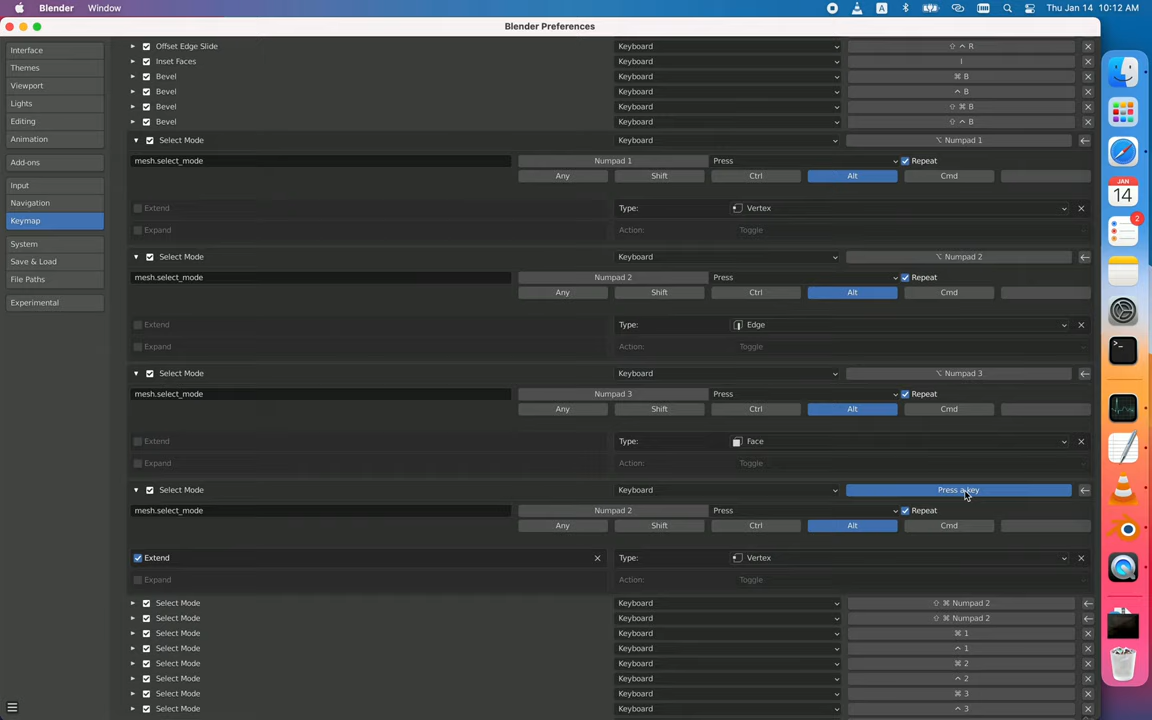 Blender Window Thu Jan 14 10:12 AM
Blender Preferences
Interface
Themes
Viewport
Lights
Editing
Animation
Add-ons
Input
Navigation
Keymap
System
Save & Load
File Paths
Experimental
Offset Edge Slide Keyboard ⇧ ^ R
Inset Faces Keyboard I
Bevel Keyboard ⌘ B
Bevel Keyboard ^ B
Bevel Keyboard ⇧ ⌘ B
Bevel Keyboard ⇧ ^ B
Select Mode Keyboard ⌥ Numpad 1
mesh.select_mode Numpad 1 Press Repeat
Any Shift Ctrl Alt Cmd
Extend Type: Vertex
Expand Action: Toggle
Select Mode Keyboard ⌥ Numpad 2
mesh.select_mode Numpad 2 Press Repeat
Any Shift Ctrl Alt Cmd
Extend Type: Edge
Expand Action: Toggle
Select Mode Keyboard ⌥ Numpad 3
mesh.select_mode Numpad 3 Press Repeat
Any Shift Ctrl Alt Cmd
Extend Type: Face
Expand Action: Toggle
Select Mode Keyboard Press a key
mesh.select_mode Numpad 2 Press Repeat
Any Shift Ctrl Alt Cmd
Extend Type: Vertex
Expand Action: Toggle
Select Mode Keyboard ⇧ ⌘ Numpad 2
Select Mode Keyboard ⇧ ⌘ Numpad 2
Select Mode Keyboard ⌘ 1
Select Mode Keyboard ^ 1
Select Mode Keyboard ⌘ 2
Select Mode Keyboard ^ 2
Select Mode Keyboard ⌘ 3
Select Mode Keyboard ^ 3
JAN
14
2